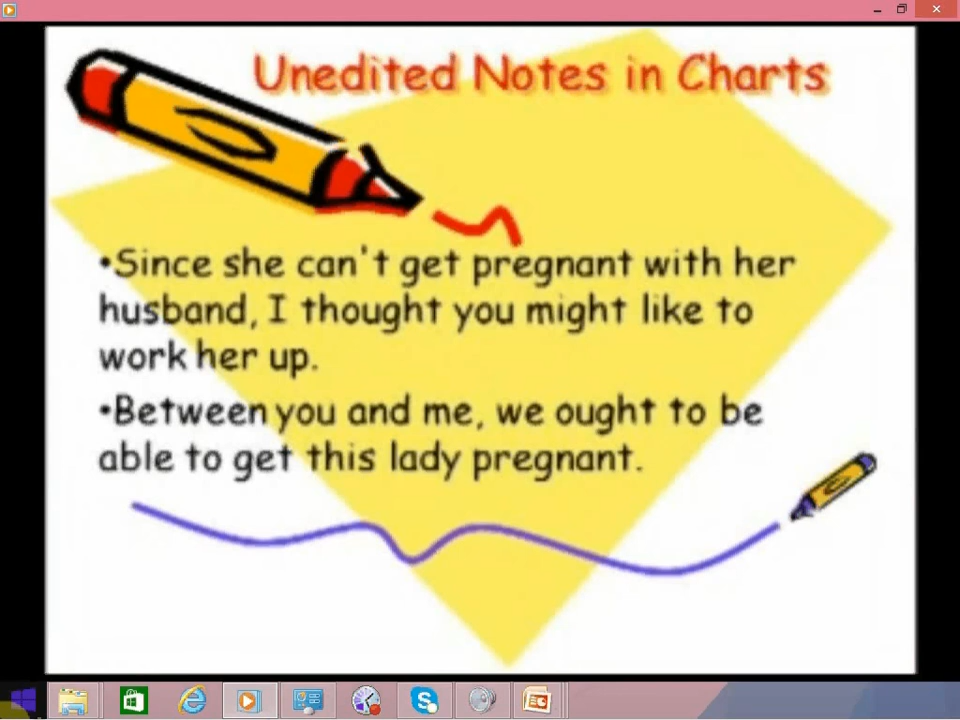 Unedited Notes in Charts
•Since she can't get pregnant with her
husband, I thought you might like to
work her up.
•Between you and me, we ought to be
able to get this lady pregnant.